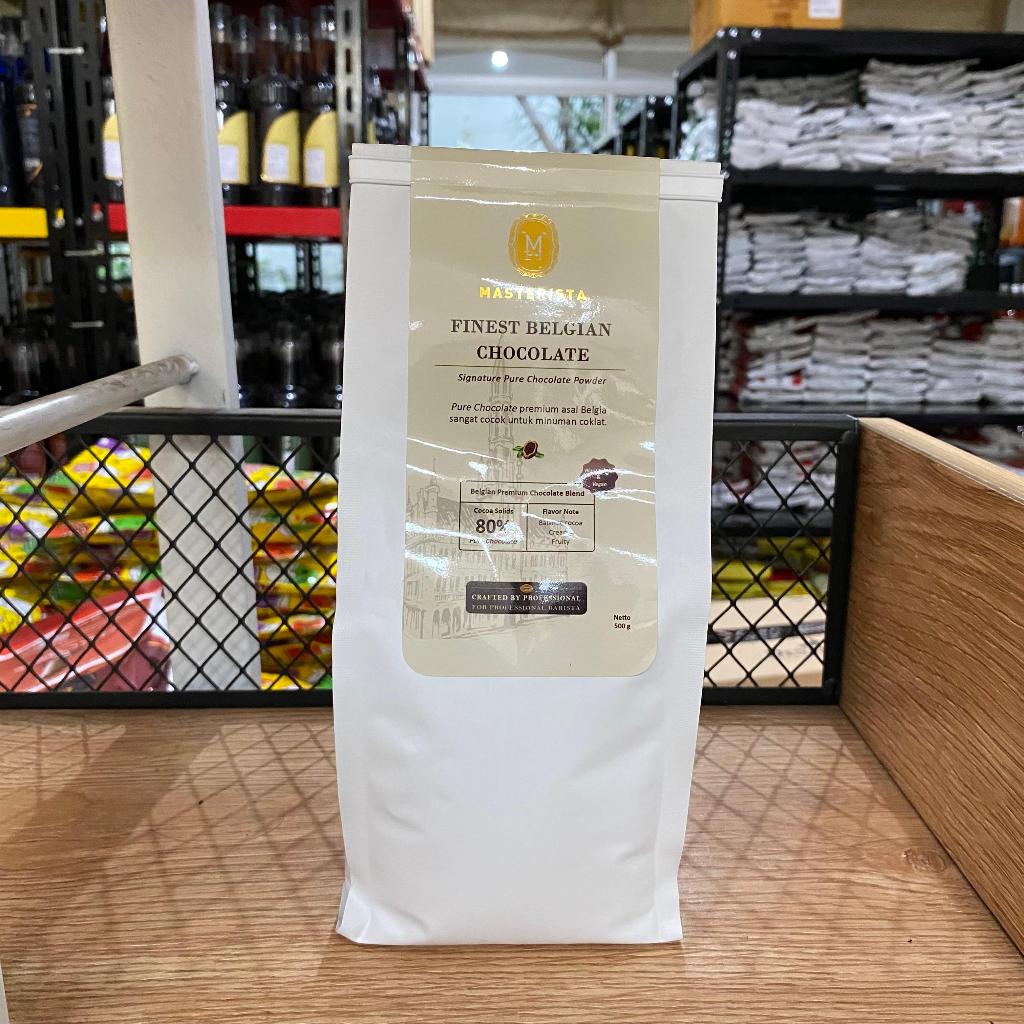 M
MASTERISTA
FINEST BELGIAN
CHOCOLATE
Signature Pure Chocolate Powder
Pure Chocolate premium asal Belgia
sangat cocok untuk minuman coklat.
& Vegan
Belgian Premium Chocolate Blend
Cocoa Solids
80%
Flavor Note
Fruity
CRAFTED BY PROFESSIONAL
FOR PROFESSIONAL BARISTA
Netto
500 g